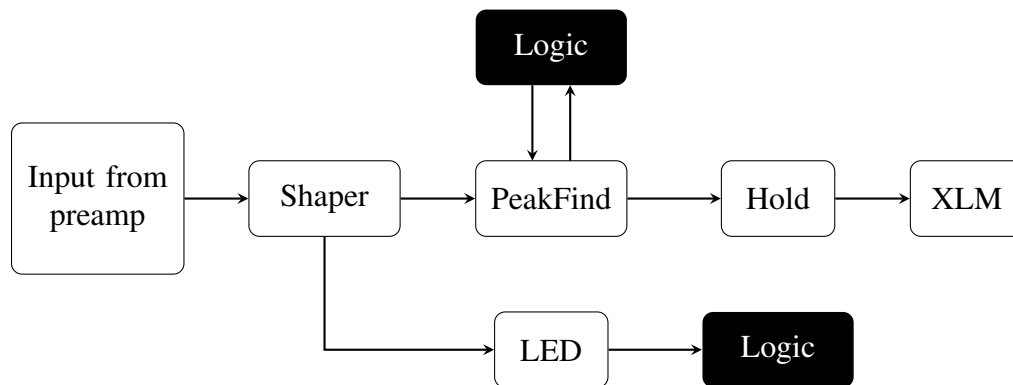 Logic
Input from
preamp
Shaper
PeakFind
Hold
XLM
LED
Logic